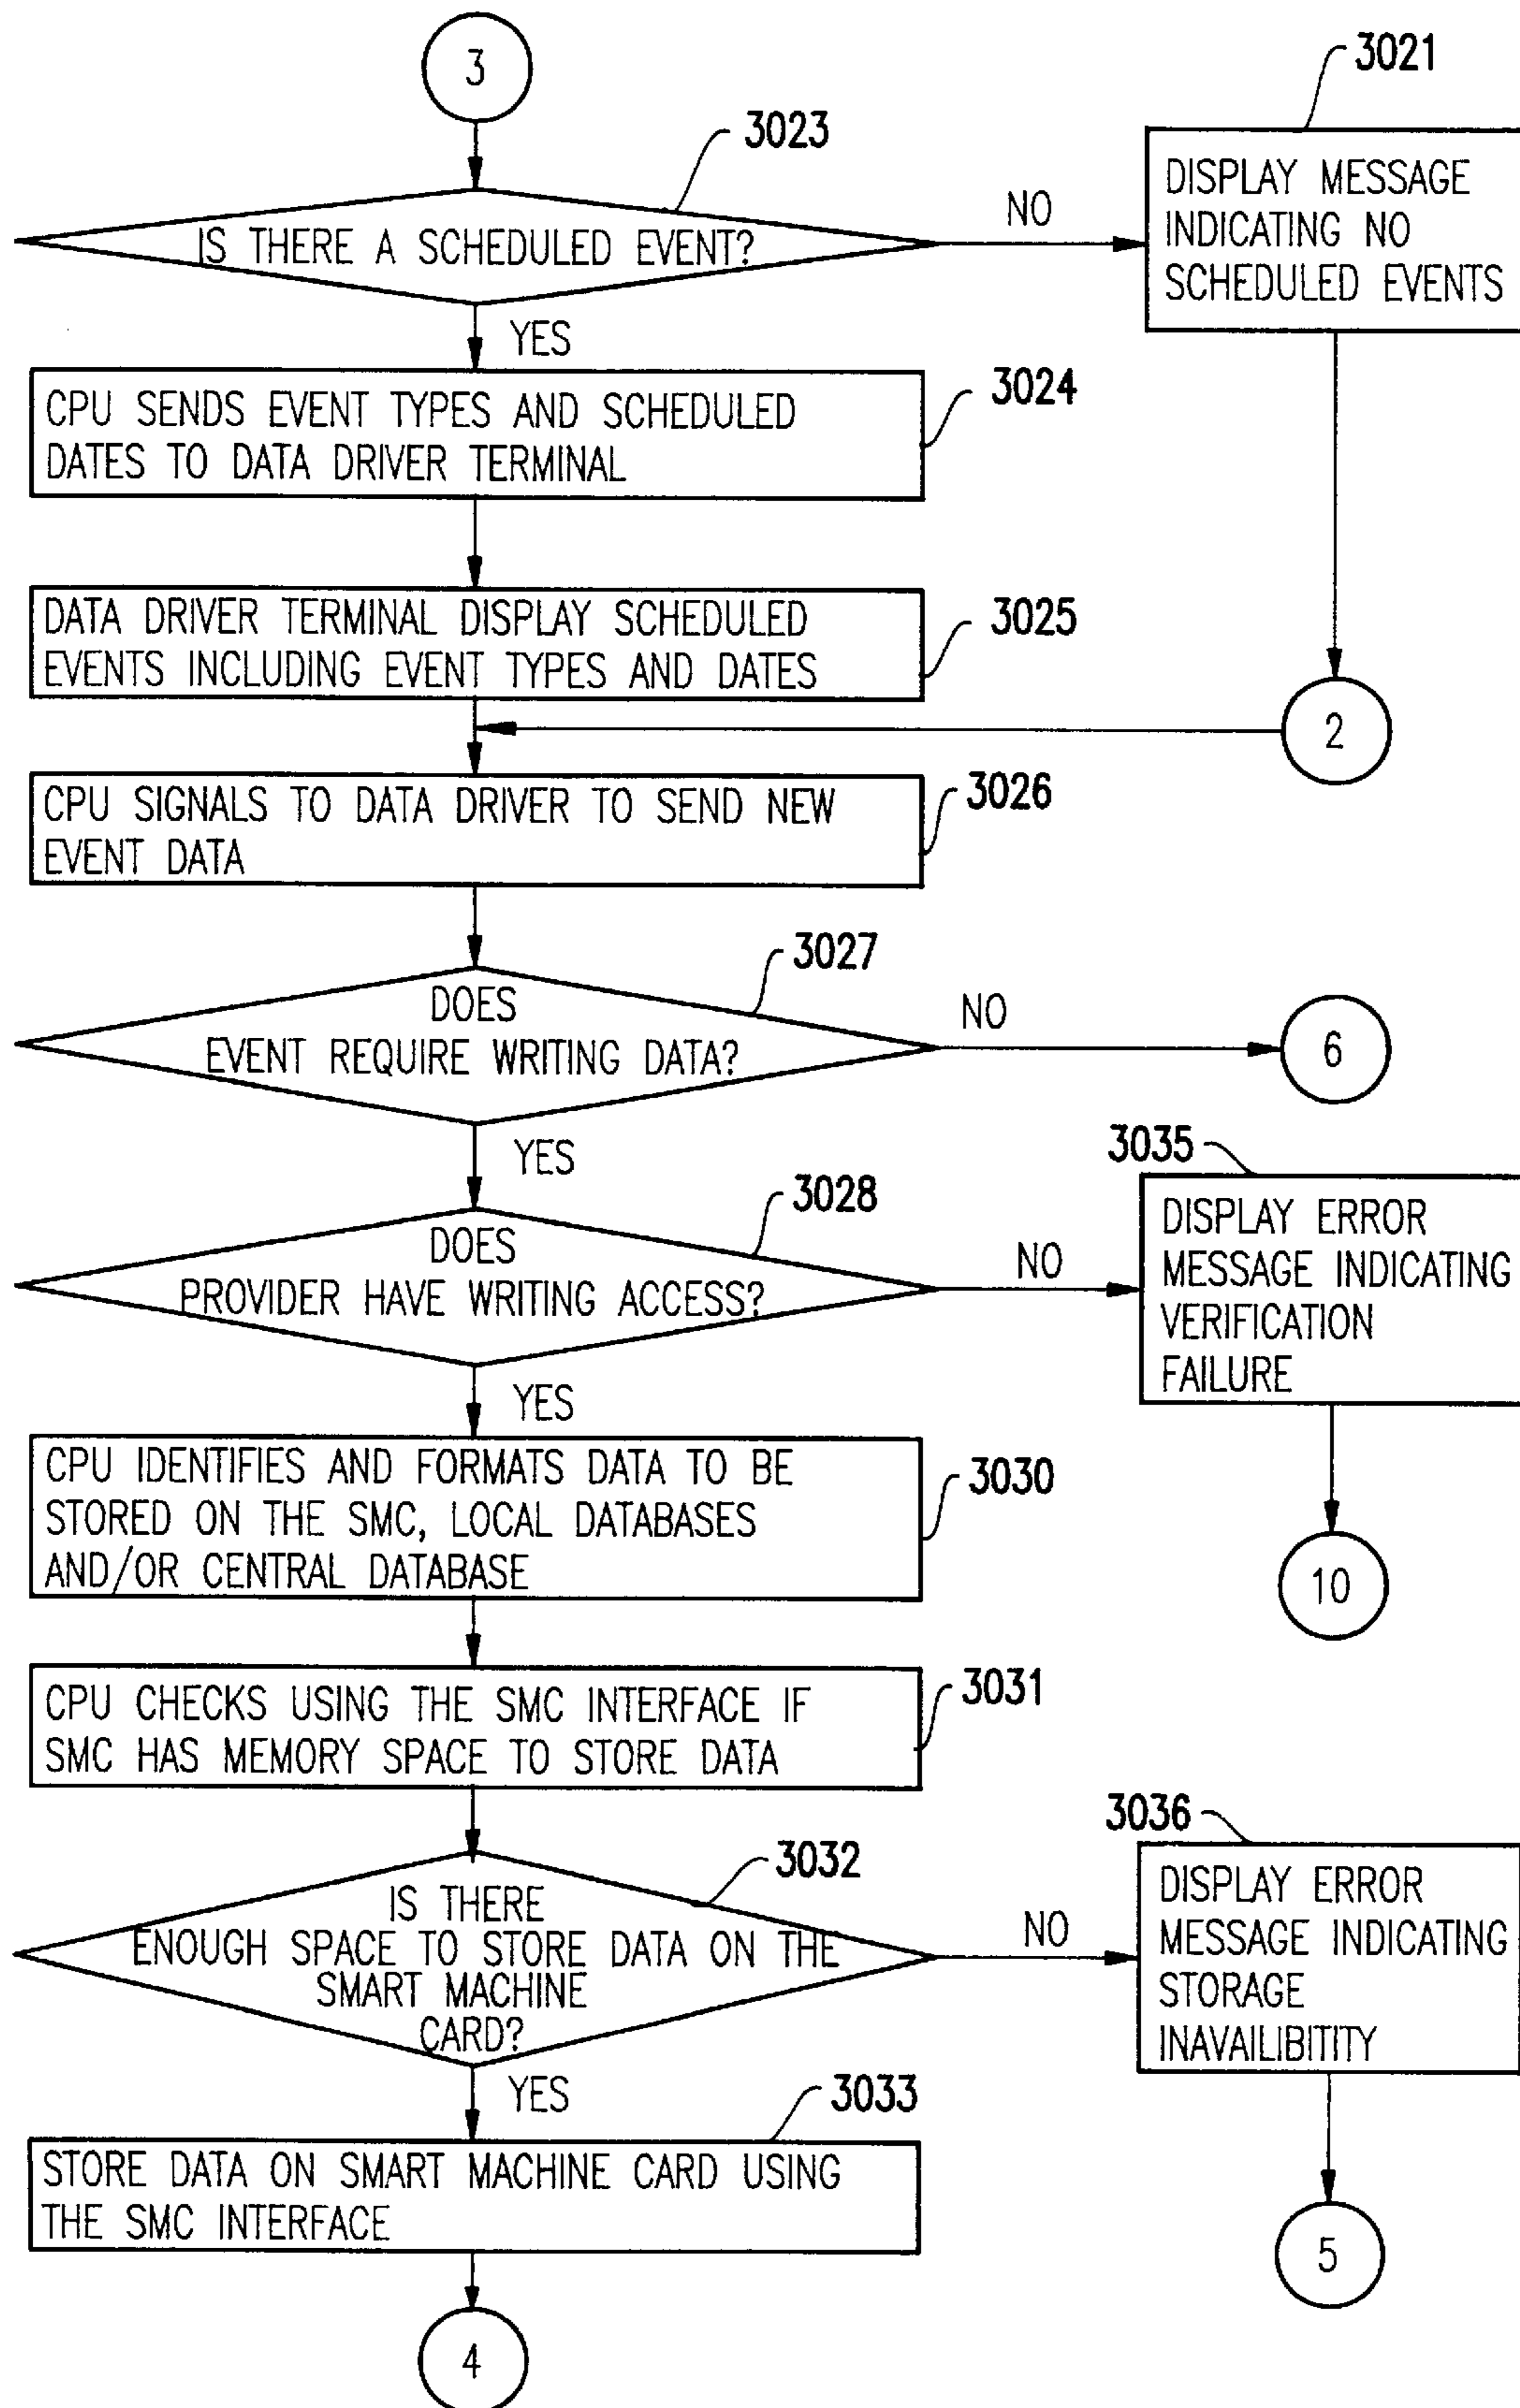 3
3021
3023
DISPLAY MESSAGE
INDICATING NO
SCHEDULED EVENTS
NO
IS THERE A SCHEDULED EVENT?
YES
3024
CPU SENDS EVENT TYPES AND SCHEDULED
DATES TO DATA DRIVER TERMINAL
3025
DATA DRIVER TERMINAL DISPLAY SCHEDULED
EVENTS INCLUDING EVENT TYPES AND DATES
2
3026
CPU SIGNALS TO DATA DRIVER TO SEND NEW
EVENT DATA
3027
DOES
EVENT REQUIRE WRITING DATA?
NO
6
YES
3035
3028
DOES
PROVIDER HAVE WRITING ACCESS?
NO
DISPLAY ERROR
MESSAGE INDICATING
VERIFICATION
FAILURE
YES
3030
CPU IDENTIFIES AND FORMATS DATA TO BE
STORED ON THE SMC, LOCAL DATABASES
AND/OR CENTRAL DATABASE
10
3031
CPU CHECKS USING THE SMC INTERFACE IF
SMC HAS MEMORY SPACE TO STORE DATA
3036
3032
IS THERE
ENOUGH SPACE TO STORE DATA ON THE
SMART MACHINE
CARD?
NO
DISPLAY ERROR
MESSAGE INDICATING
STORAGE
INAVAILIBITITY
YES
3033
STORE DATA ON SMART MACHINE CARD USING
THE SMC INTERFACE
5
4